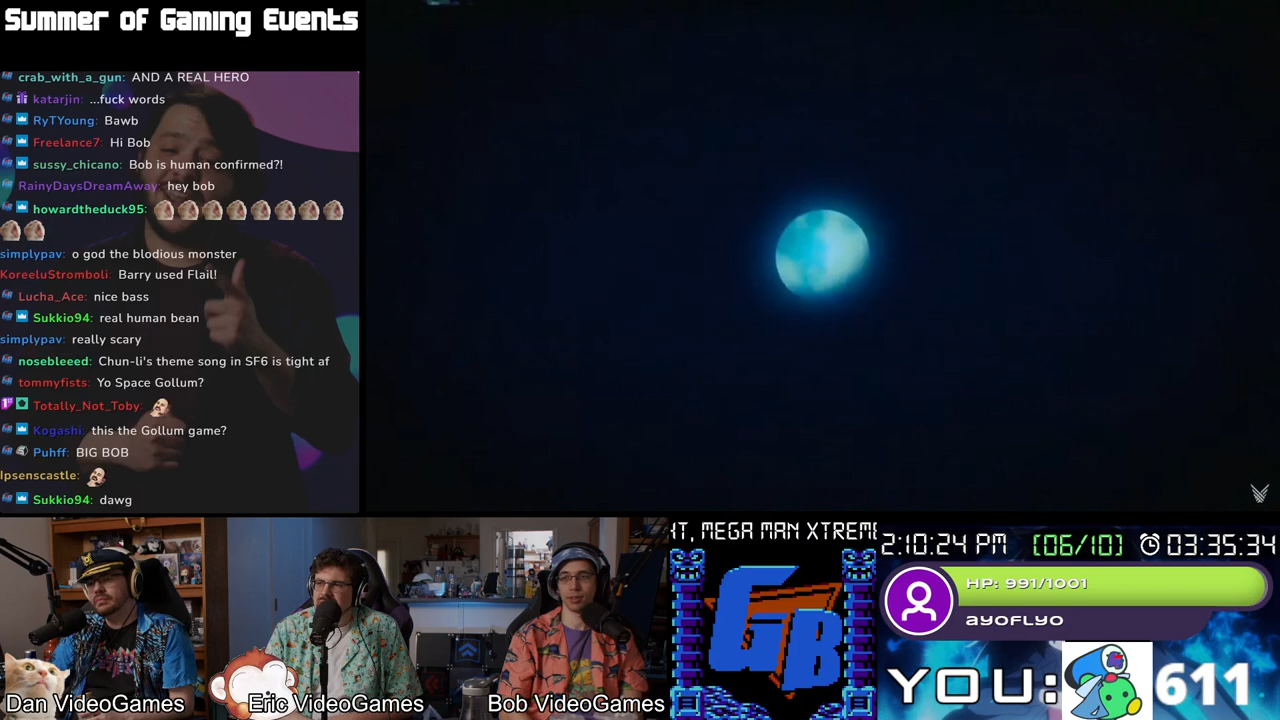 Summer of Gaming Events
crab_with_a_gun: AND A REAL HERO
katarjin: ...fuck words
RyTYoung: Bawb
Freelance7: Hi Bob
sussy_chicano: Bob is human confirmed?!
RainyDaysDreamAway: hey bob
howardtheduck95:
simplypav: o god the blodious monster
KoreeluStromboli: Barry used Flail!
Lucha_Ace: nice bass
Sukkio94: real human bean
simplypav: really scary
nosebleeed: Chun-li's theme song in SF6 is tight af
tommyfists: Yo Space Gollum?
Totally_Not_Toby:
Kogashi: this the Gollum game?
Puhff: BIG BOB
Ipsenscastle:
Sukkio94: dawg
Dan VideoGames
Eric VideoGames
Bob VideoGames
HT, MEGA MAN XTREME
GB
2:10:24 PM [06/10] 03:35:34
HP: 991/1001
AYOFLYO
YOU: 611